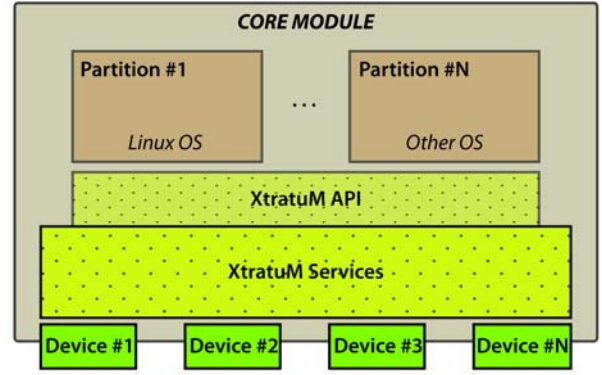 CORE MODULE
Partition #1
Partition #N
...
Linux OS
Other OS
XtratuM API
XtratuM Services
Device #1
Device #2
Device #3
Device #N